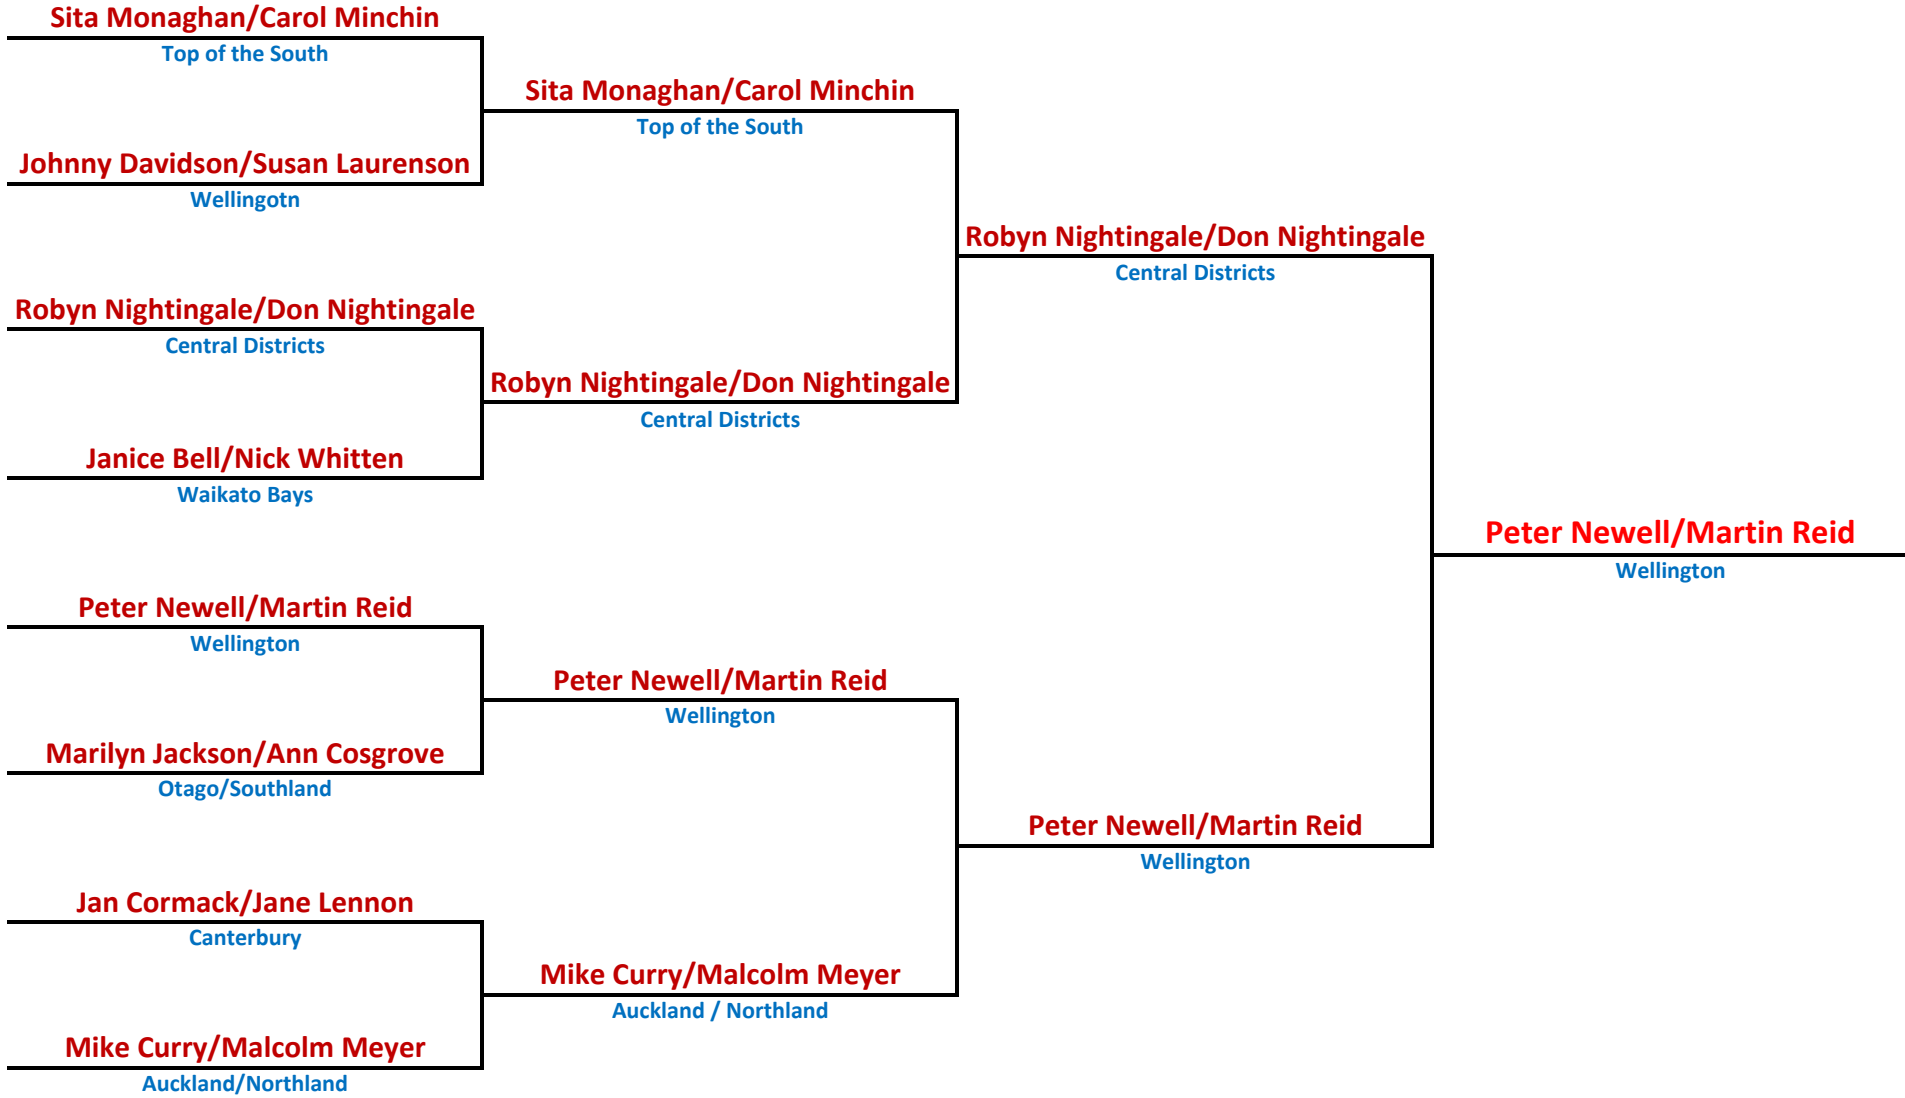 Sita Monaghan/Carol Minchin
Top of the South
Johnny Davidson/Susan Laurenson
Wellingotn
Robyn Nightingale/Don Nightingale
Central Districts
Janice Bell/Nick Whitten
Waikato Bays
Peter Newell/Martin Reid
Wellington
Marilyn Jackson/Ann Cosgrove
Otago/Southland
Jan Cormack/Jane Lennon
Canterbury
Mike Curry/Malcolm Meyer
Auckland/Northland
Sita Monaghan/Carol Minchin
Top of the South
Robyn Nightingale/Don Nightingale
Central Districts
Peter Newell/Martin Reid
Wellington
Mike Curry/Malcolm Meyer
Auckland / Northland
Robyn Nightingale/Don Nightingale
Central Districts
Peter Newell/Martin Reid
Wellington
Peter Newell/Martin Reid
Wellington